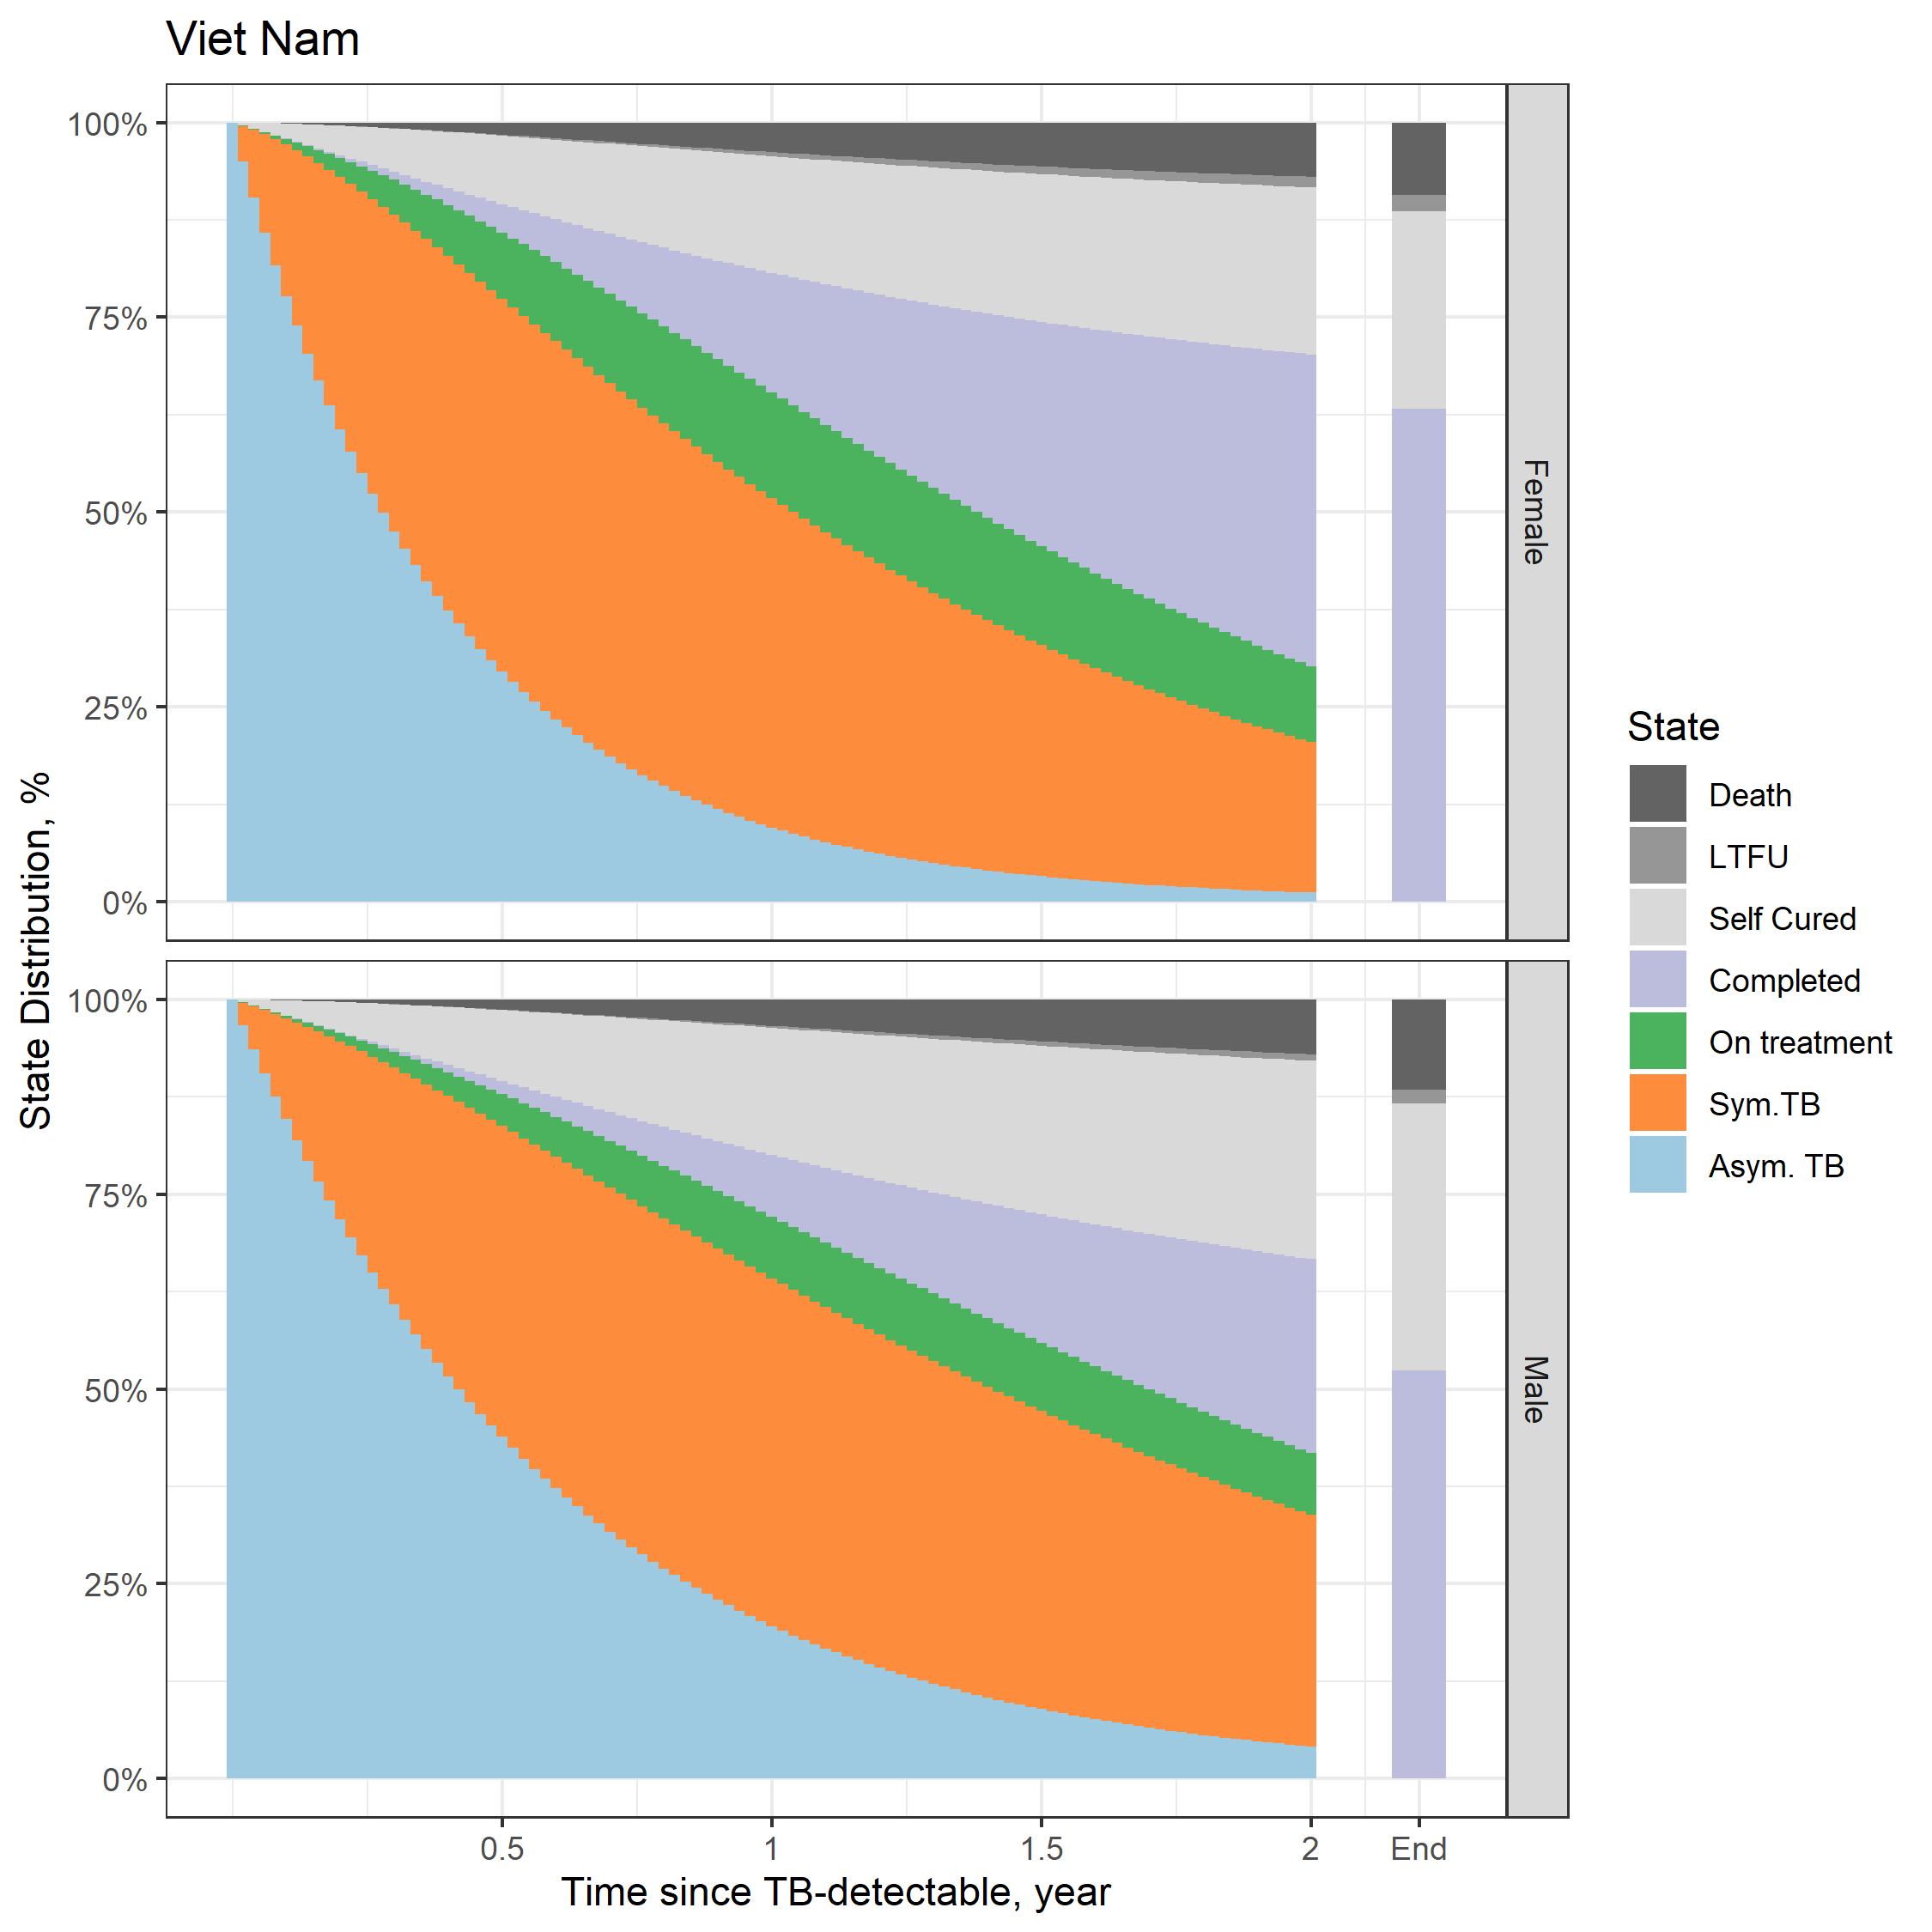 Viet Nam
State Distribution, %
100%
75%
50%
25%
0%
Female
100%
75%
50%
25%
0%
Male
0.5
1
1.5
2
End
Time since TB-detectable, year
State
Death
LTFU
Self Cured
Completed
On treatment
Sym.TB
Asym. TB